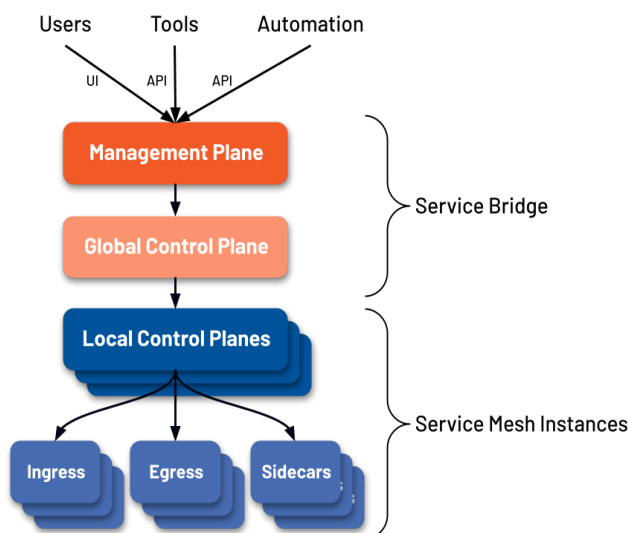 Users Tools Automation
UI API API
Management Plane
Service Bridge
Global Control Plane
Local Control Planes
Service Mesh Instances
Ingress Egress Sidecars